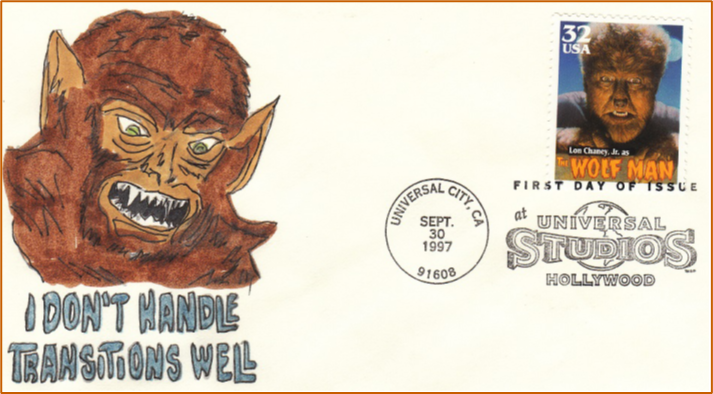 I DON'T HANDLE
TRANSITIONS WELL
32
USA
Lon Chaney, Jr. as
THE WOLF MAN
FIRST DAY OF ISSUE
UNIVERSAL CITY, CA
SEPT.
30
1997
91608
at
UNIVERSAL
STUDIOS
HOLLYWOOD